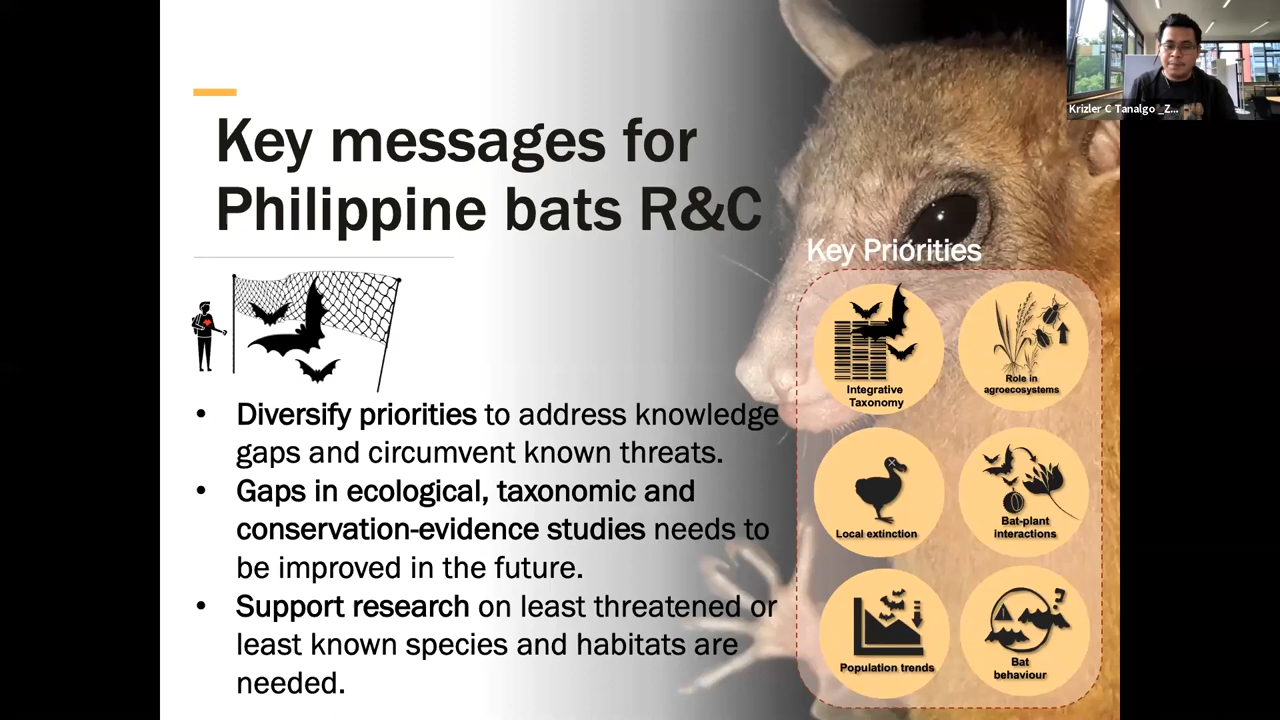 Krizler C Tanalgo _Z...
Key messages for
Philippine bats R&C
• Diversify priorities to address knowledge
gaps and circumvent known threats.
• Gaps in ecological, taxonomic and
conservation-evidence studies needs to
be improved in the future.
• Support research on least threatened or
least known species and habitats are
needed.
Key Priorities
Integrative
Taxonomy
Role in
agroecosystems
Local extinction
Bat-plant
interactions
Population trends
Bat
behaviour